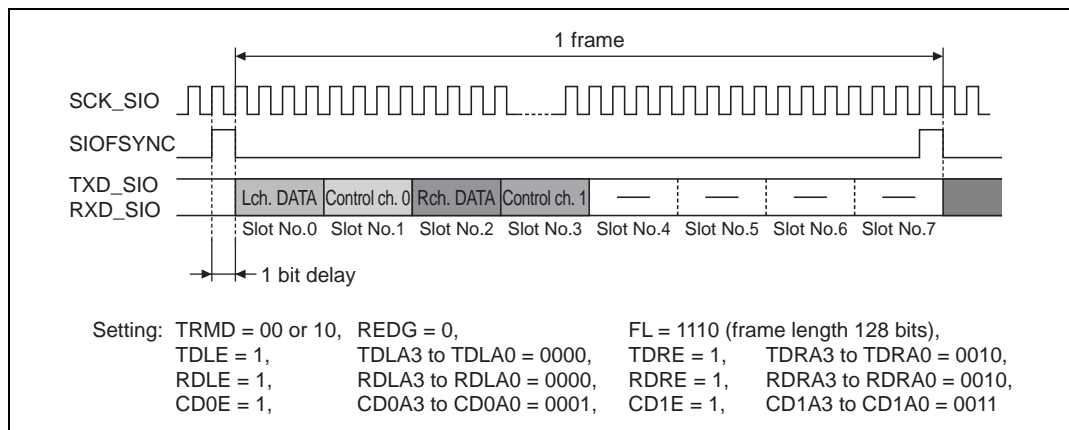 1 frame
SCK_SIO
SIOFSYNC
TXD_SIO
RXD_SIO
Lch. DATA Control ch. 0 Rch. DATA Control ch. 1 — — — —
Slot No.0 Slot No.1 Slot No.2 Slot No.3 Slot No.4 Slot No.5 Slot No.6 Slot No.7
1 bit delay
Setting: TRMD = 00 or 10, REDG = 0, FL = 1110 (frame length 128 bits),
TDLE = 1, TDLA3 to TDLA0 = 0000, TDRE = 1, TDRA3 to TDRA0 = 0010,
RDLE = 1, RDLA3 to RDLA0 = 0000, RDRE = 1, RDRA3 to RDRA0 = 0010,
CD0E = 1, CD0A3 to CD0A0 = 0001, CD1E = 1, CD1A3 to CD1A0 = 0011